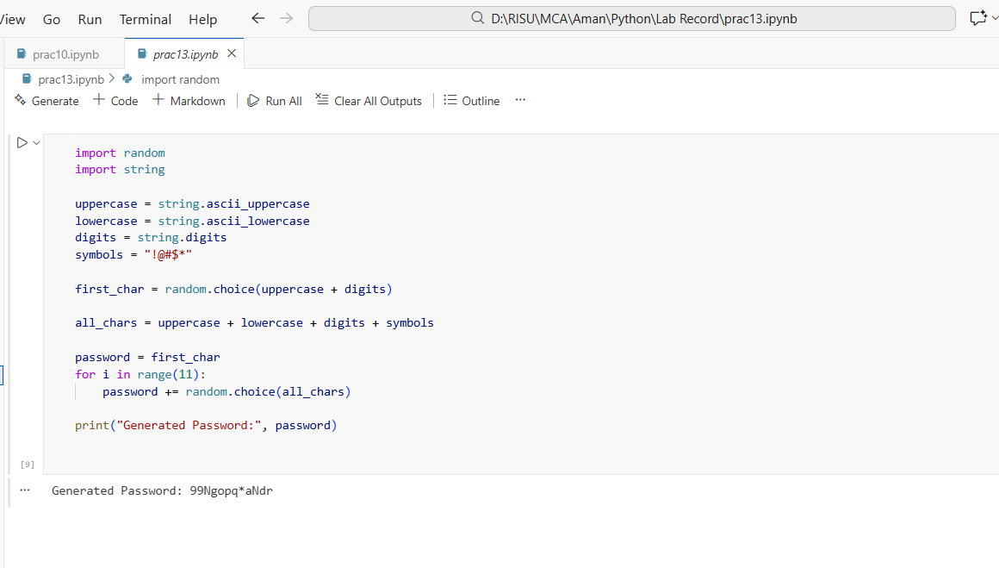 View Go Run Terminal Help ← → D:\RISU\MCA\Aman\Python\Lab Record\prac13.ipynb
prac10.ipynb prac13.ipynb ×
prac13.ipynb > import random
Generate + Code + Markdown Run All Clear All Outputs Outline ...
import random
import string
uppercase = string.ascii_uppercase
lowercase = string.ascii_lowercase
digits = string.digits
symbols = "!@#$*"
first_char = random.choice(uppercase + digits)
all_chars = uppercase + lowercase + digits + symbols
password = first_char
for i in range(11):
    password += random.choice(all_chars)
print("Generated Password:", password)
[9]
... Generated Password: 99Ngopq*aNdr